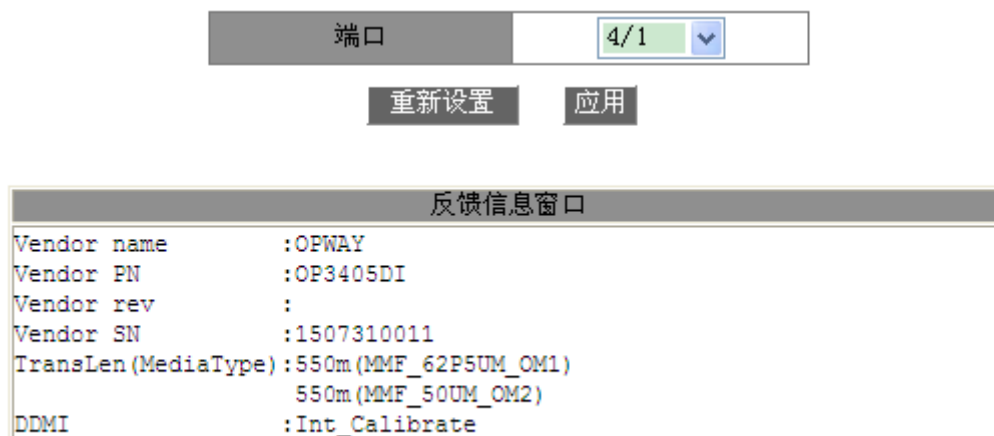 端口 4/1
重新设置 应用
反馈信息窗口
Vendor name :OPWAY
Vendor PN :OP3405DI
Vendor rev :
Vendor SN :1507310011
TransLen(MediaType):550m(MMF_62P5UM_OM1)
550m(MMF_50UM_OM2)
DDMI :Int_Calibrate